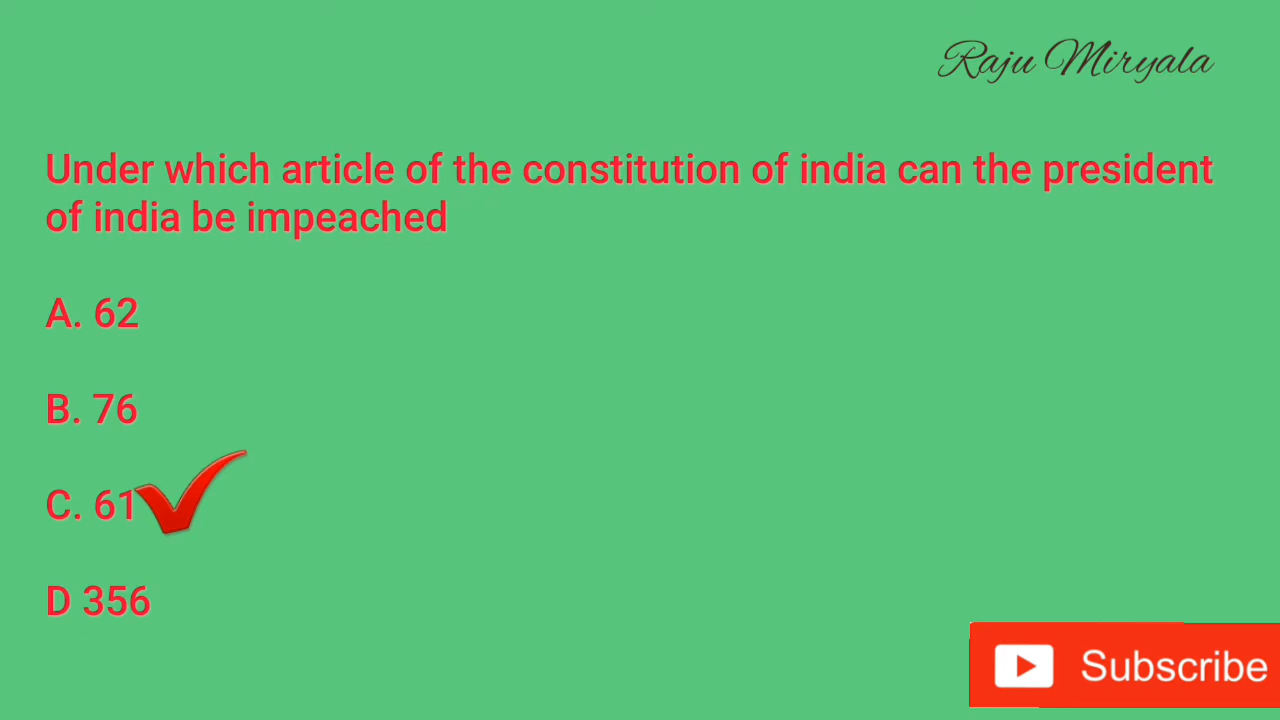 Raju Miryala
Under which article of the constitution of india can the president
of india be impeached
A. 62
B. 76
C. 61
D 356
Subscribe